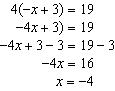 4(-x + 3) = 19
-4x + 3) = 19
-4x + 3 - 3 = 19 - 3
-4x = 16
x = -4